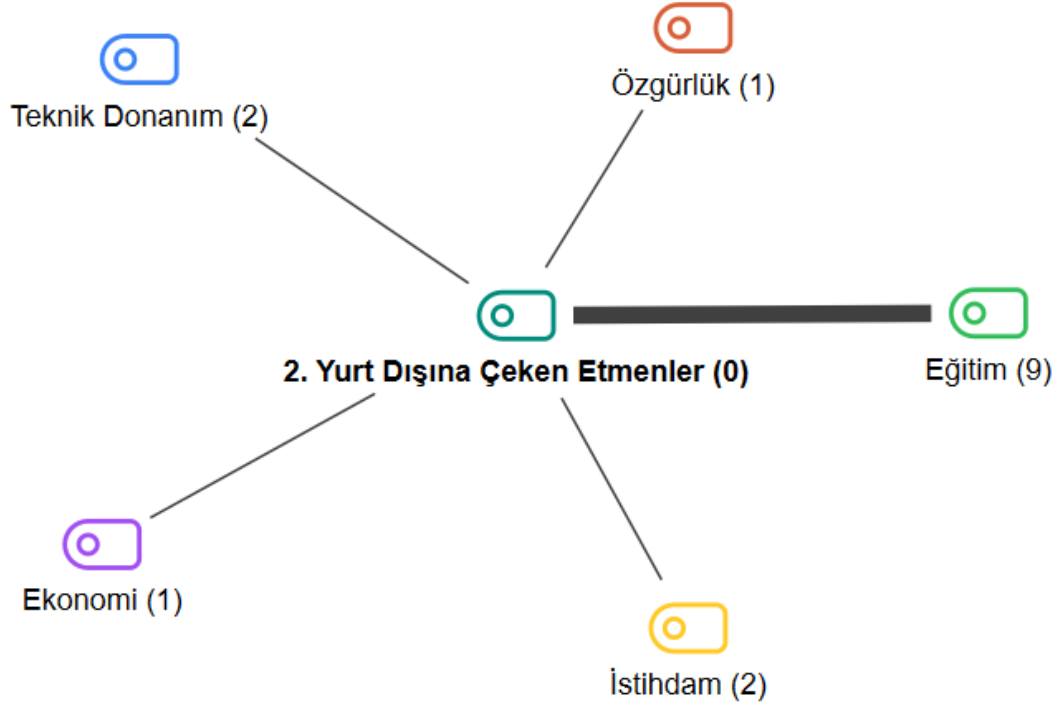 Özgürlük (1)
Teknik Donanım (2)
2. Yurt Dışına Çeken Etmenler (0)
Eğitim (9)
Ekonomi (1)
İstihdam (2)